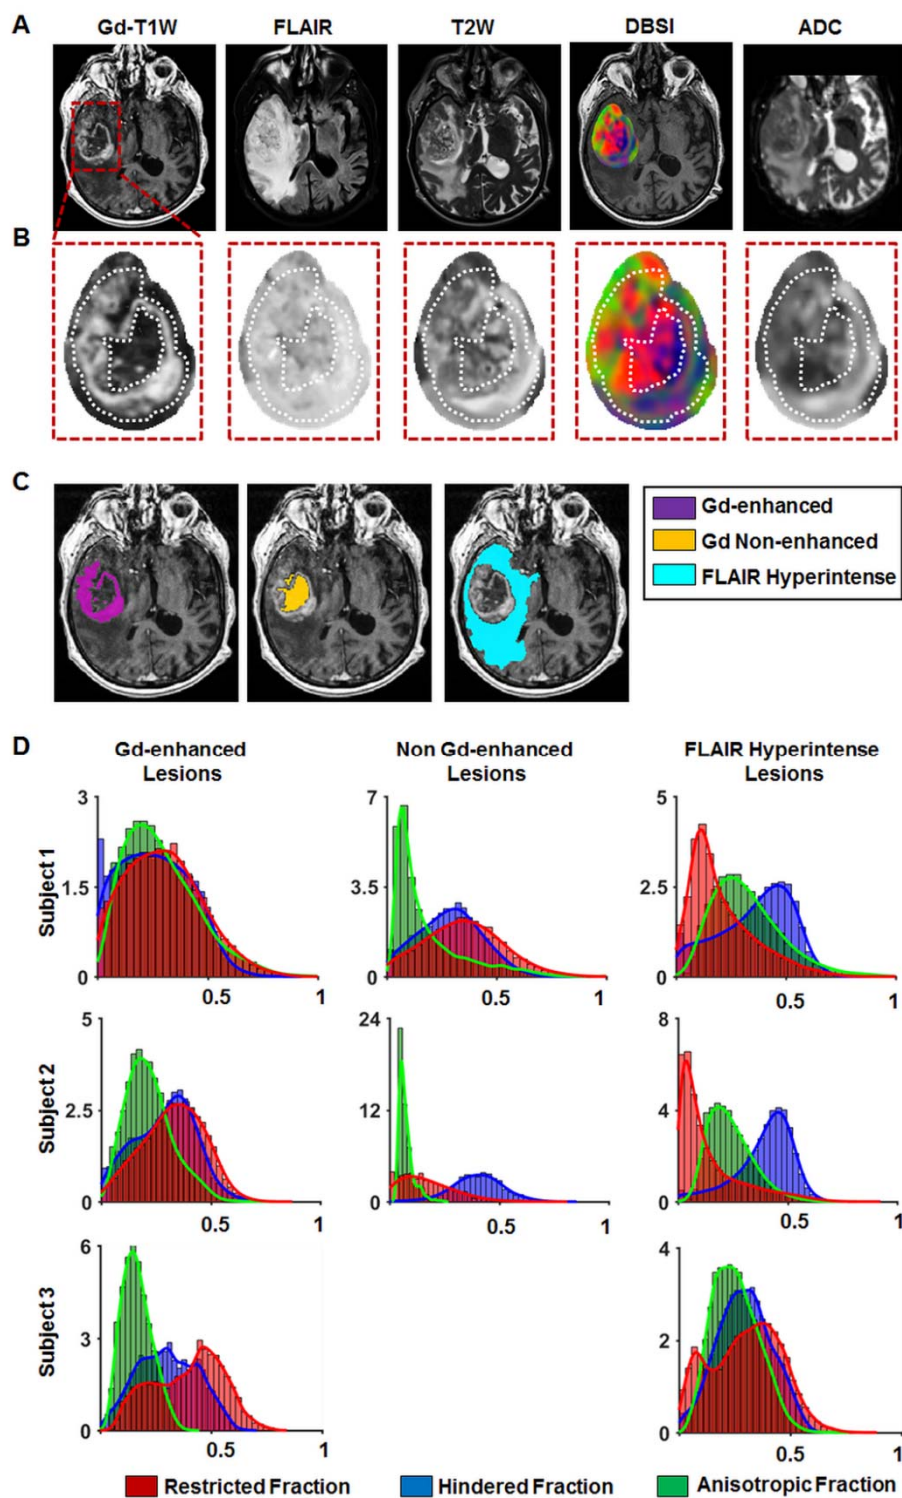 A
Gd-T1W FLAIR T2W DBSI ADC
B
C
Gd-enhanced
Gd Non-enhanced
FLAIR Hyperintense
D
Gd-enhanced
Lesions
Non Gd-enhanced
Lesions
FLAIR Hyperintense
Lesions
Subject 1
3
1.5
0
0.5
1
7
3.5
0
0.5
1
5
2.5
0
0.5
1
Subject 2
5
2.5
0
0.5
1
24
12
0
0.5
1
8
4
0
0.5
1
Subject 3
6
3
0
0.5
1
4
2
0
0.5
1
Restricted Fraction Hindered Fraction Anisotropic Fraction